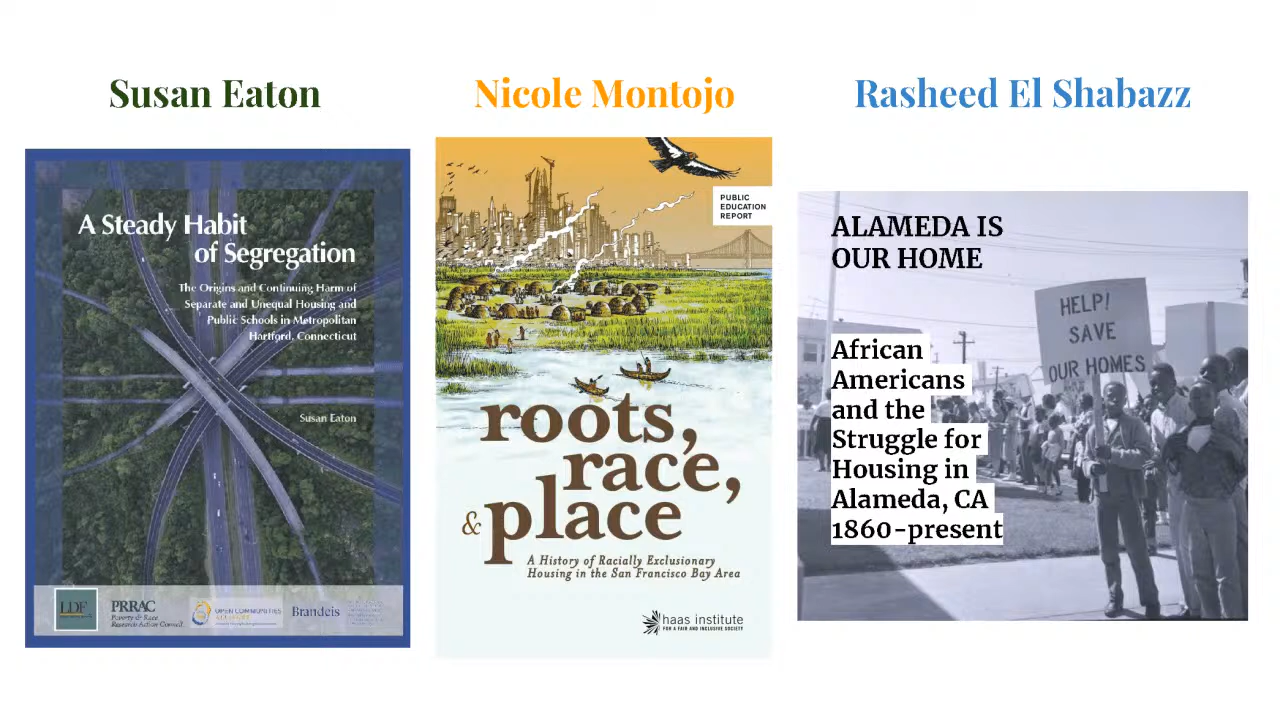 Susan Eaton
A Steady Habit
of Segregation
The Origins and Continuing Harm of
Separate and Unequal Housing and
Public Schools in Metropolitan
Hartford, Connecticut
Susan Eaton
LDF
PRRAC
Poverty & Race
Research Action Council
OPEN COMMUNITIES
Brandeis
Nicole Montojo
PUBLIC
EDUCATION
REPORT
roots,
race,
& place
A History of Racially Exclusionary
Housing in the San Francisco Bay Area
haas institute
FOR A FAIR AND INCLUSIVE SOCIETY
Rasheed El Shabazz
ALAMEDA IS
OUR HOME
African
Americans
and the
Struggle for
Housing in
Alameda, CA
1860-present
HELP!
SAVE
OUR HOMES